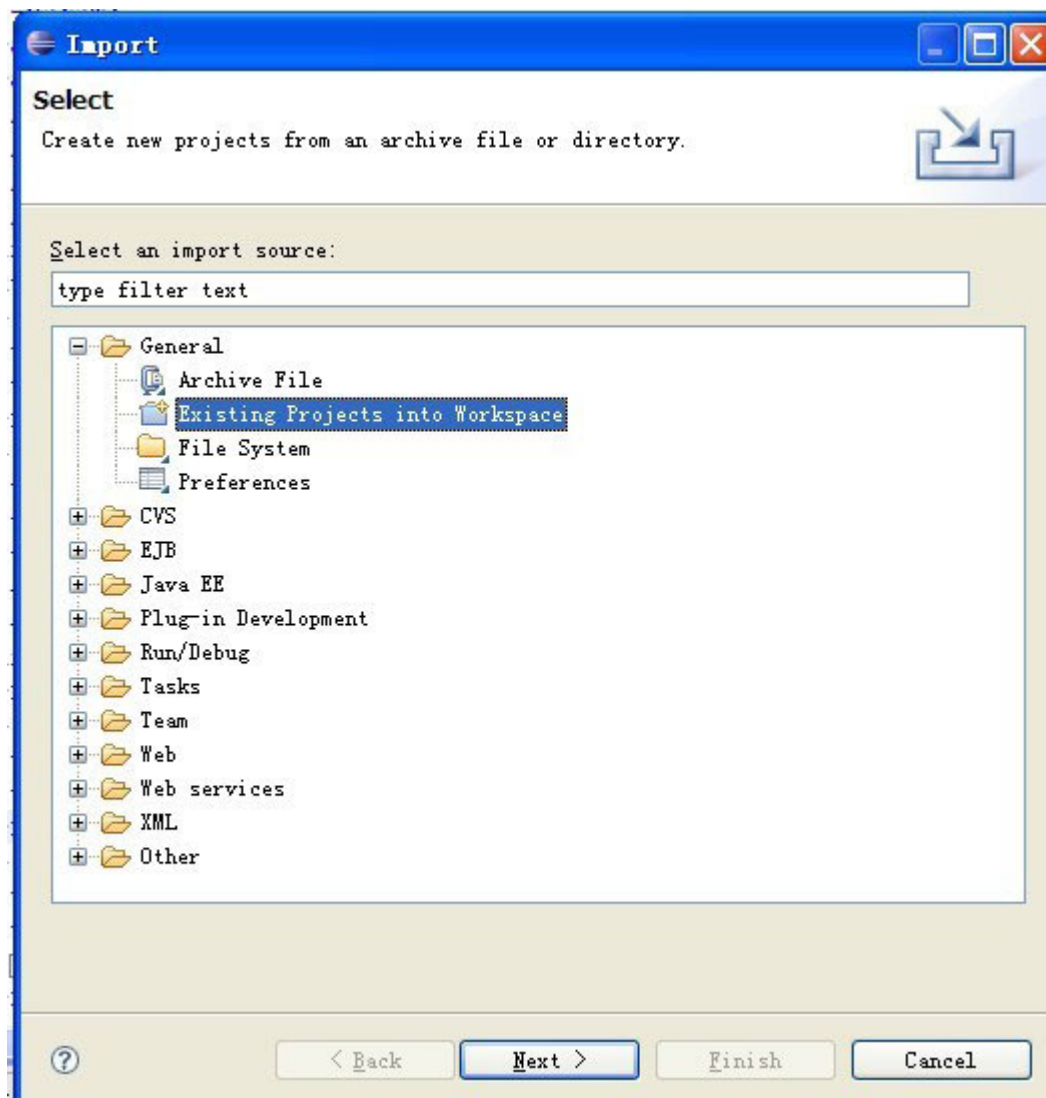 Import
Select
Create new projects from an archive file or directory.
Select an import source:
type filter text
General
Archive File
Existing Projects into Workspace
File System
Preferences
CVS
EJB
Java EE
Plug-in Development
Run/Debug
Tasks
Team
Web
Web services
XML
Other
? < Back Next > Finish Cancel